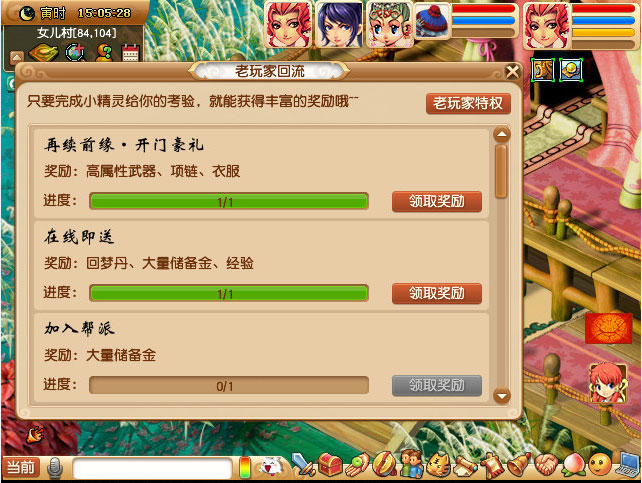 寅时 15:05:28
女儿村[84,104]
老玩家回流
只要完成小精灵给你的考验，就能获得丰富的奖励哦~~
老玩家特权
再续前缘·开门豪礼
奖励：高属性武器、项链、衣服
进度： 1/1 领取奖励
在线即送
奖励：回梦丹、大量储备金、经验
进度： 1/1 领取奖励
加入帮派
奖励：大量储备金
进度： 0/1 领取奖励
当前